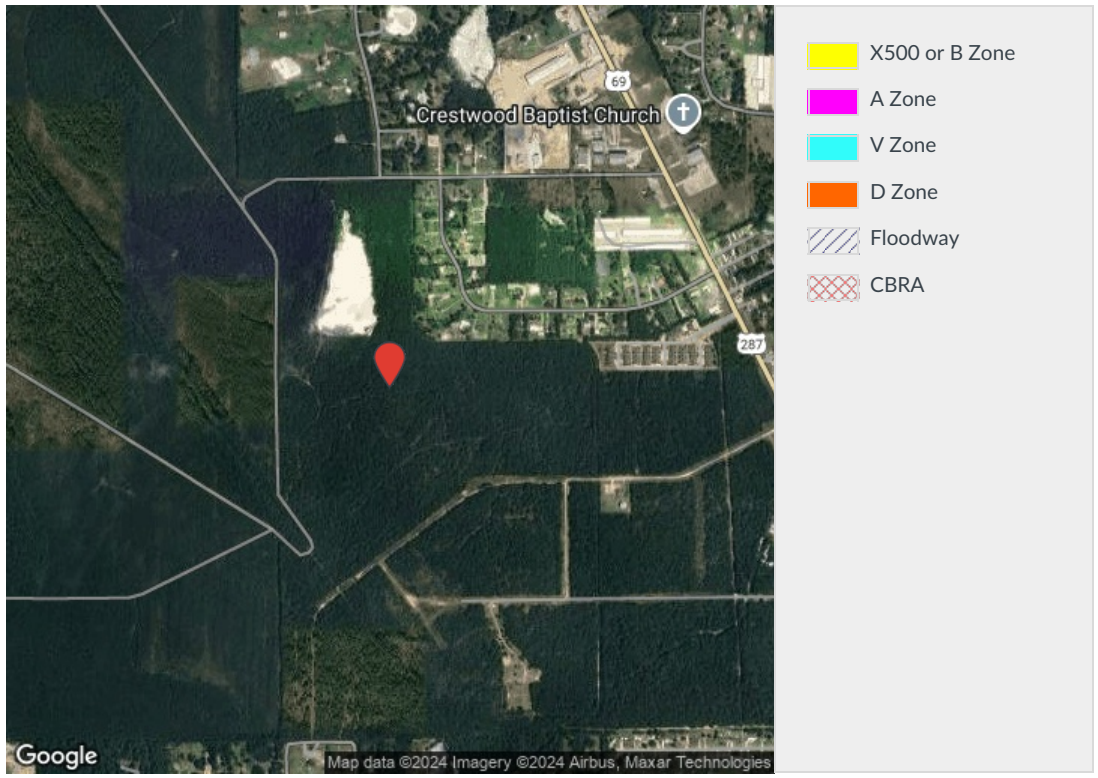 69
Crestwood Baptist Church
287
Google
Map data ©2024 Imagery ©2024 Airbus, Maxar Technologies
X500 or B Zone
A Zone
V Zone
D Zone
Floodway
CBRA